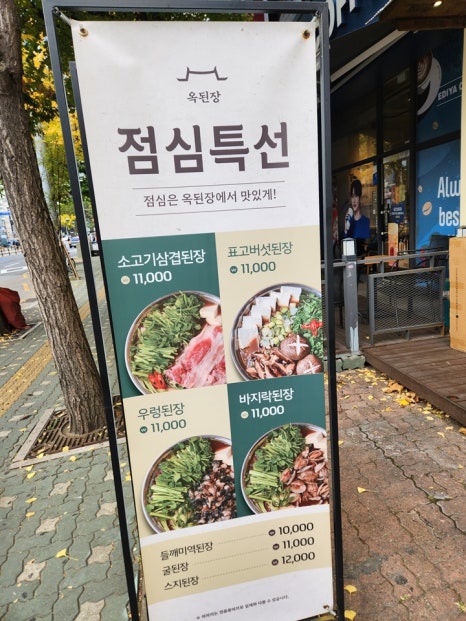 옥된장
점심특선
점심은 옥된장에서 맛있게!
소고기삼겹된장
11,000
표고버섯된장
11,000
우렁된장
11,000
바지락된장
11,000
들깨미역된장 10,000
굴된장 11,000
스지된장 12,000
EDIYA
Alw
bes